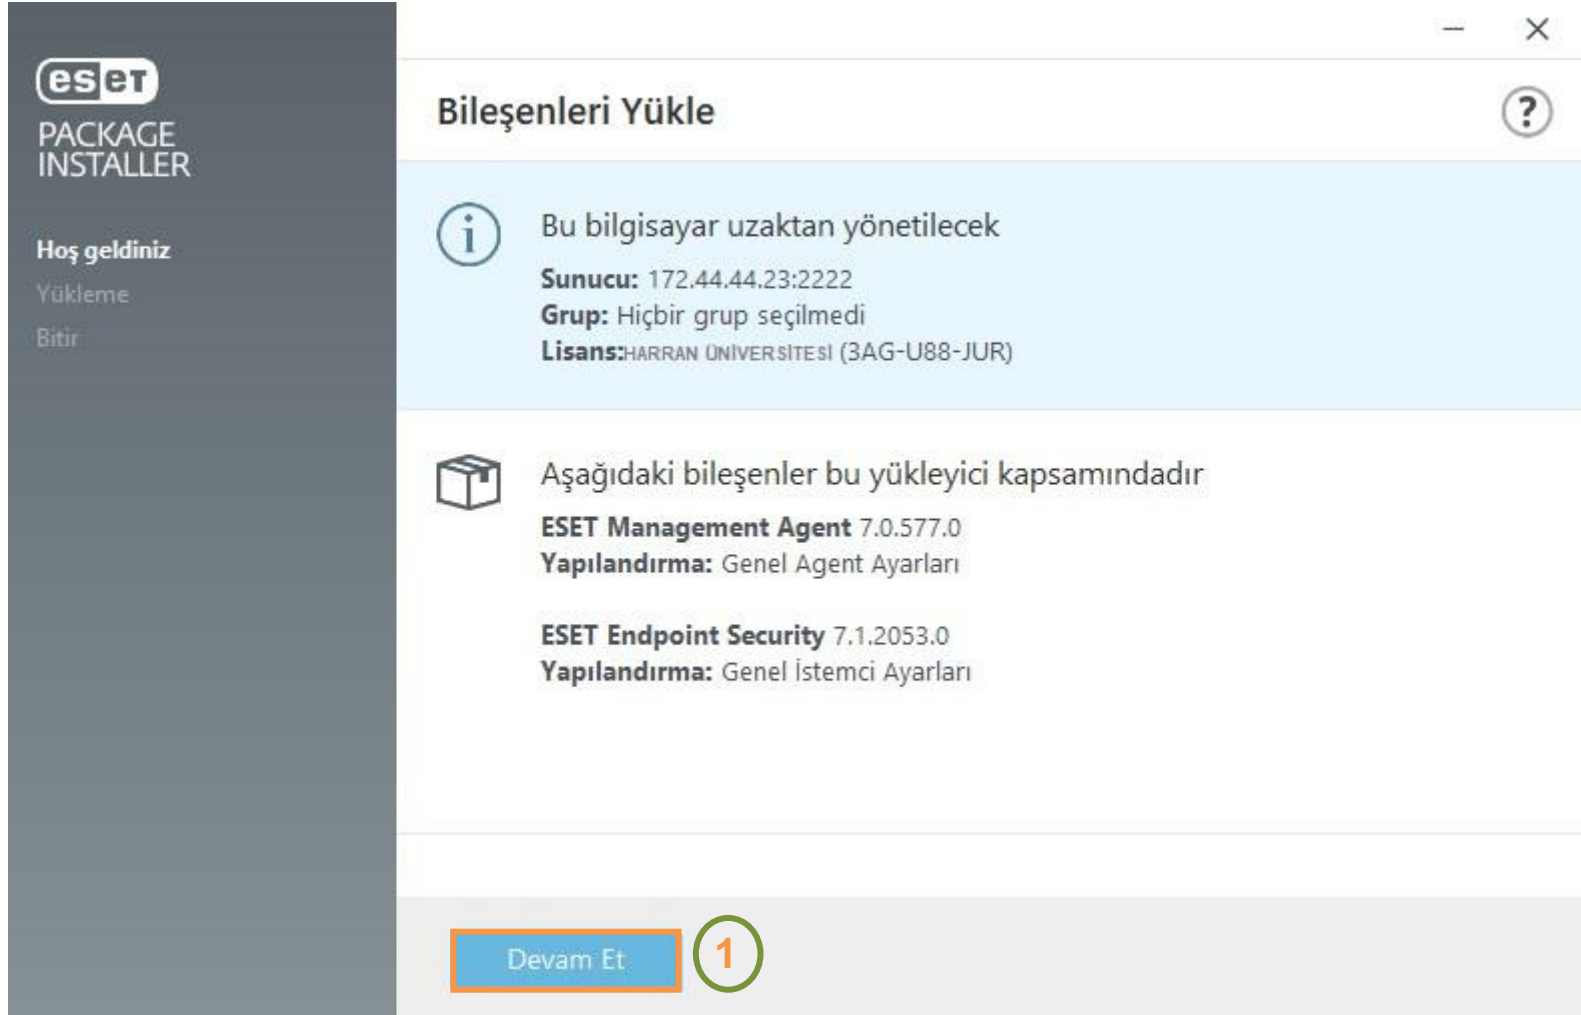 eset
PACKAGE
INSTALLER
Hoş geldiniz
Yükleme
Bitir
Bileşenleri Yükle
?
i
Bu bilgisayar uzaktan yönetilecek
Sunucu: 172.44.44.23:2222
Grup: Hiçbir grup seçilmedi
Lisans:HARRAN ÜNİVERSİTESİ (3AG-U88-JUR)
Aşağıdaki bileşenler bu yükleyici kapsamındadır
ESET Management Agent 7.0.577.0
Yapılandırma: Genel Agent Ayarları
ESET Endpoint Security 7.1.2053.0
Yapılandırma: Genel İstemci Ayarları
Devam Et
1